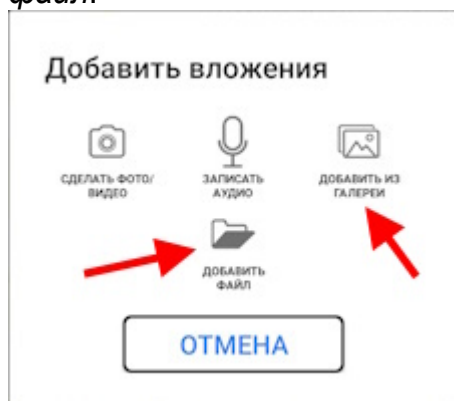 файл.
Добавить вложения
СДЕЛАТЬ ФОТО/
ВИДЕО
ЗАПИСАТЬ
АУДИО
ДОБАВИТЬ ИЗ
ГАЛЕРЕИ
ДОБАВИТЬ
ФАЙЛ
ОТМЕНА